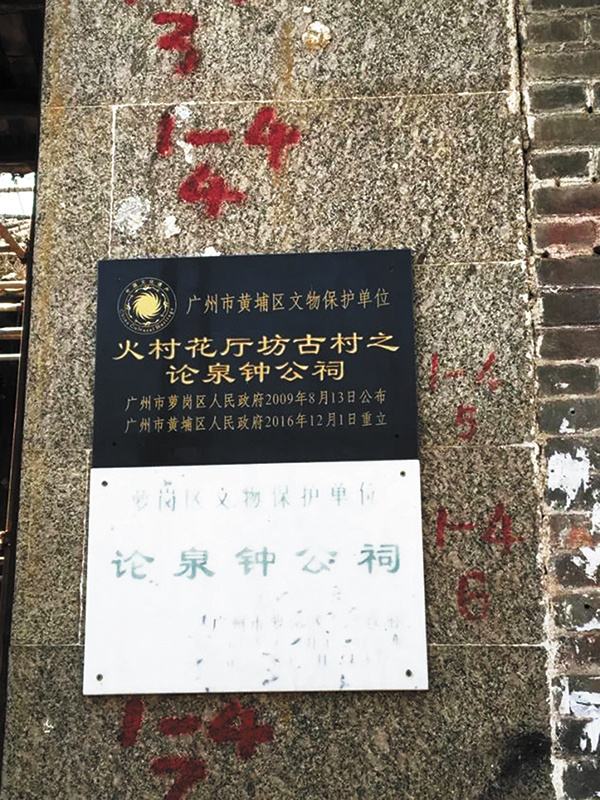 3
1-4
4
广州市黄埔区文物保护单位
火村花厅坊古村之
论泉钟公祠
广州市萝岗区人民政府2009年8月13日公布
广州市黄埔区人民政府2016年12月1日重立
1-4
5
萝岗区文物保护单位
论泉钟公祠
广州市萝
1-4
6
1-4
7